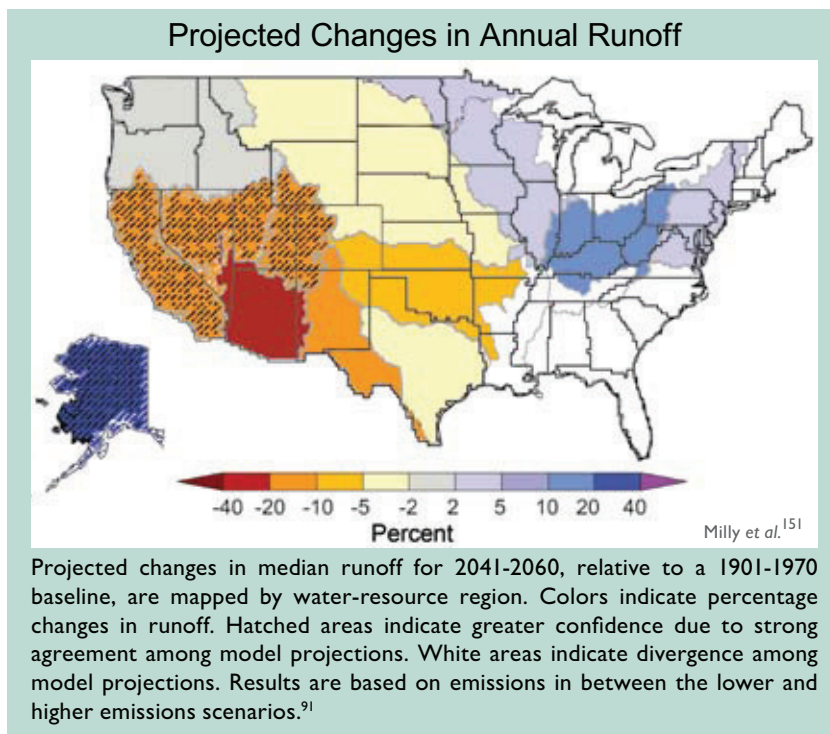 Projected Changes in Annual Runoff
-40 -20 -10 -5 -2 2 5 10 20 40
Percent
Milly et al.151
Projected changes in median runoff for 2041-2060, relative to a 1901-1970
baseline, are mapped by water-resource region. Colors indicate percentage
changes in runoff. Hatched areas indicate greater confidence due to strong
agreement among model projections. White areas indicate divergence among
model projections. Results are based on emissions in between the lower and
higher emissions scenarios.91